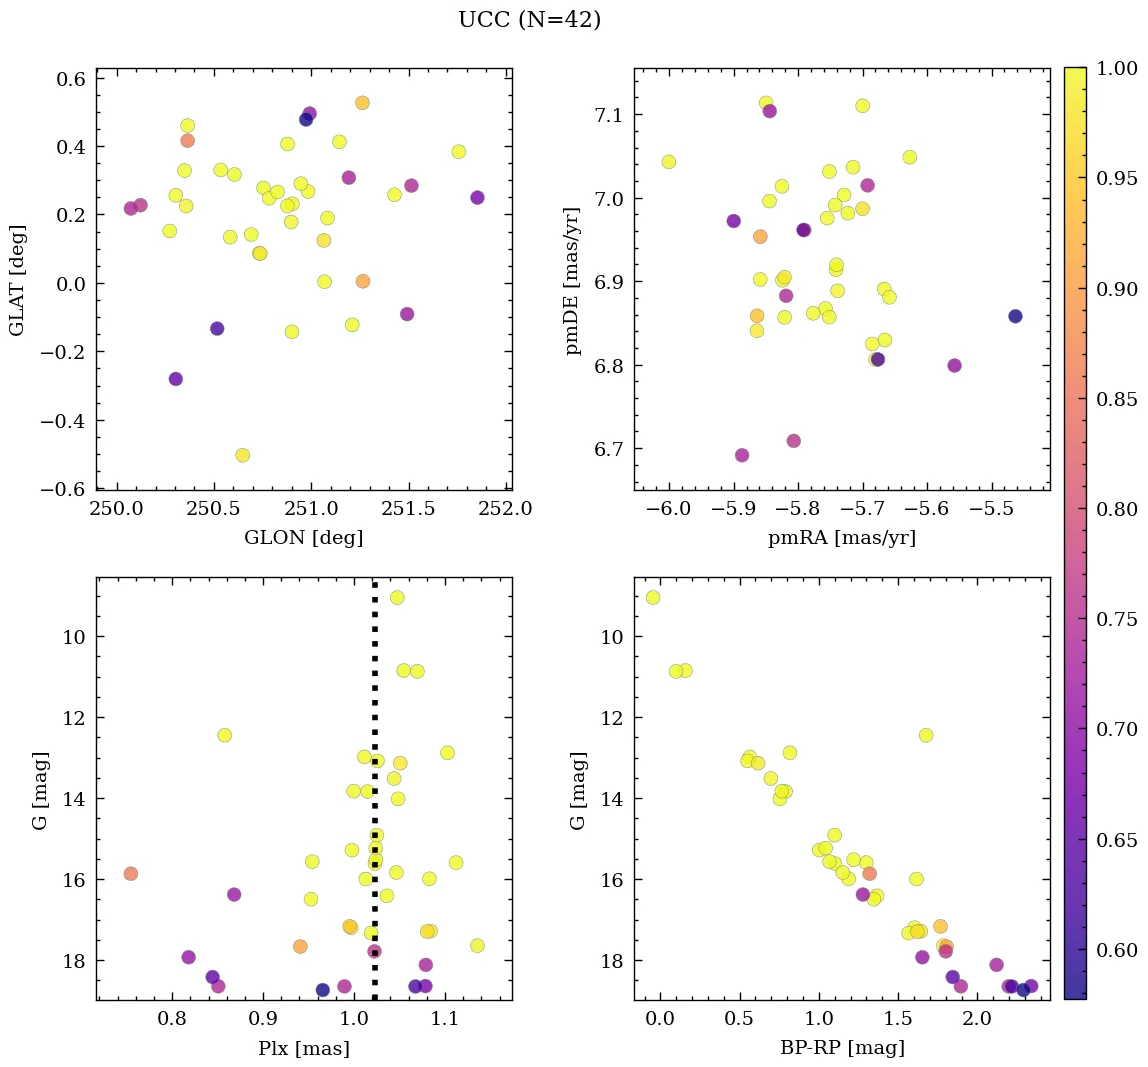 UCC (N=42)
0.6
0.4
0.2
0.0
−0.2
−0.4
−0.6
GLAT [deg]
250.0 250.5 251.0 251.5 252.0
GLON [deg]
7.1
7.0
6.9
6.8
6.7
pmDE [mas/yr]
−6.0 −5.9 −5.8 −5.7 −5.6 −5.5
pmRA [mas/yr]
10
12
14
16
18
G [mag]
0.8 0.9 1.0 1.1
Plx [mas]
10
12
14
16
18
G [mag]
0.0 0.5 1.0 1.5 2.0
BP-RP [mag]
1.00
0.95
0.90
0.85
0.80
0.75
0.70
0.65
0.60